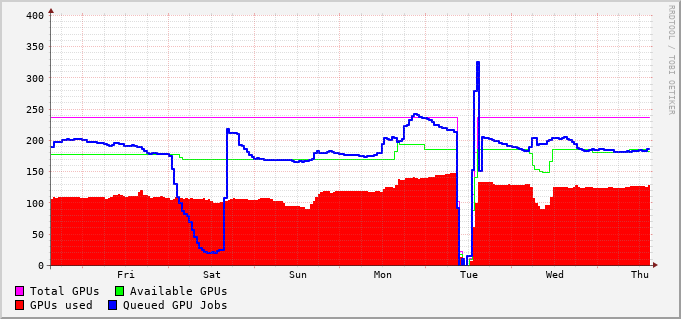 RRDTOOL / TOBI OETIKER
400
350
300
250
200
150
100
50
0
Fri Sat Sun Mon Tue Wed Thu
Total GPUs Available GPUs
GPUs used Queued GPU Jobs